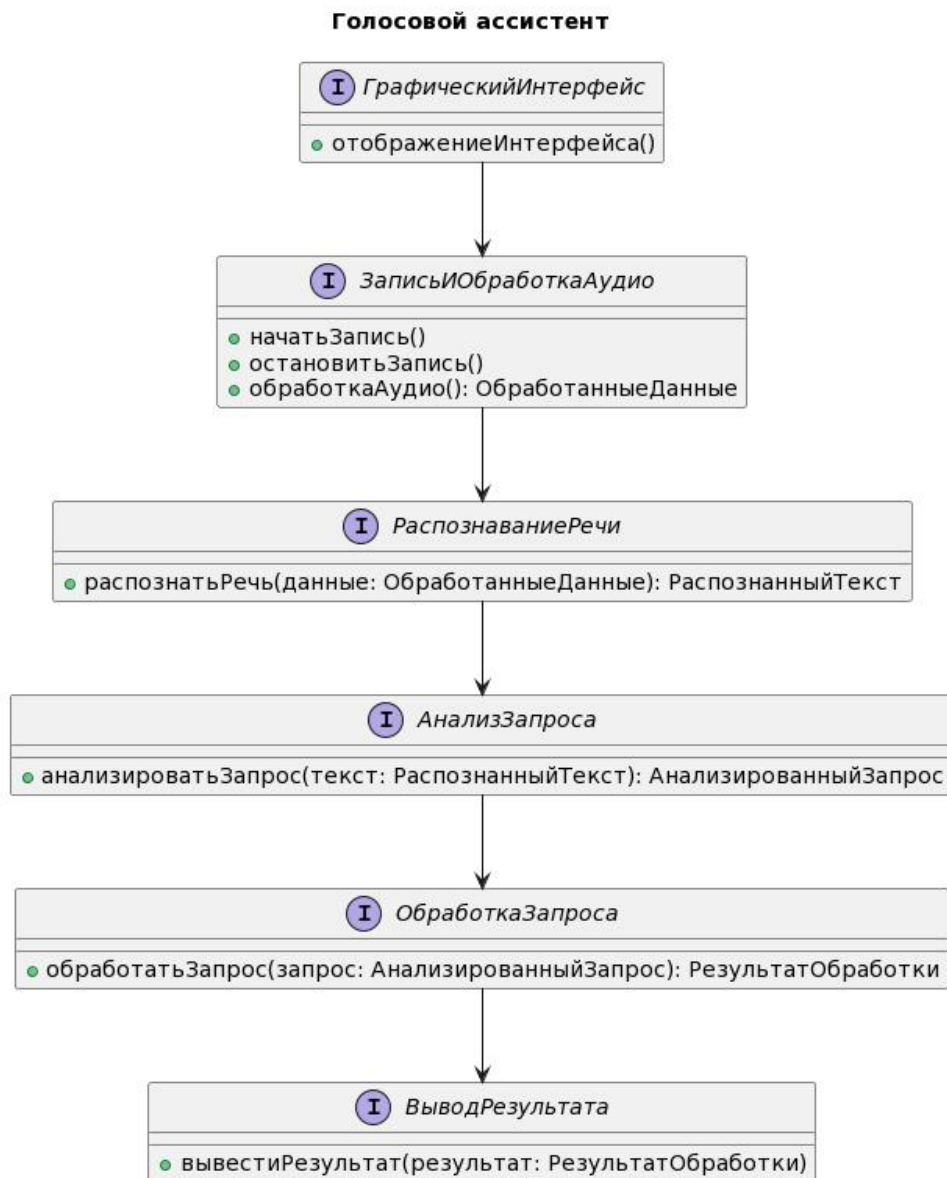 Голосовой ассистент
I ГрафическийИнтерфейс
отображениеИнтерфейса()
I ЗаписьИОбработкаАудио
начатьЗапись()
остановитьЗапись()
обработкаАудио(): ОбработанныеДанные
I РаспознаваниеРечи
распознатьРечь(данные: ОбработанныеДанные): РаспознанныйТекст
I АнализЗапроса
анализироватьЗапрос(текст: РаспознанныйТекст): АнализированныйЗапрос
I ОбработкаЗапроса
обработатьЗапрос(запрос: АнализированныйЗапрос): РезультатОбработки
I ВыводРезультата
вывестиРезультат(результат: РезультатОбработки)